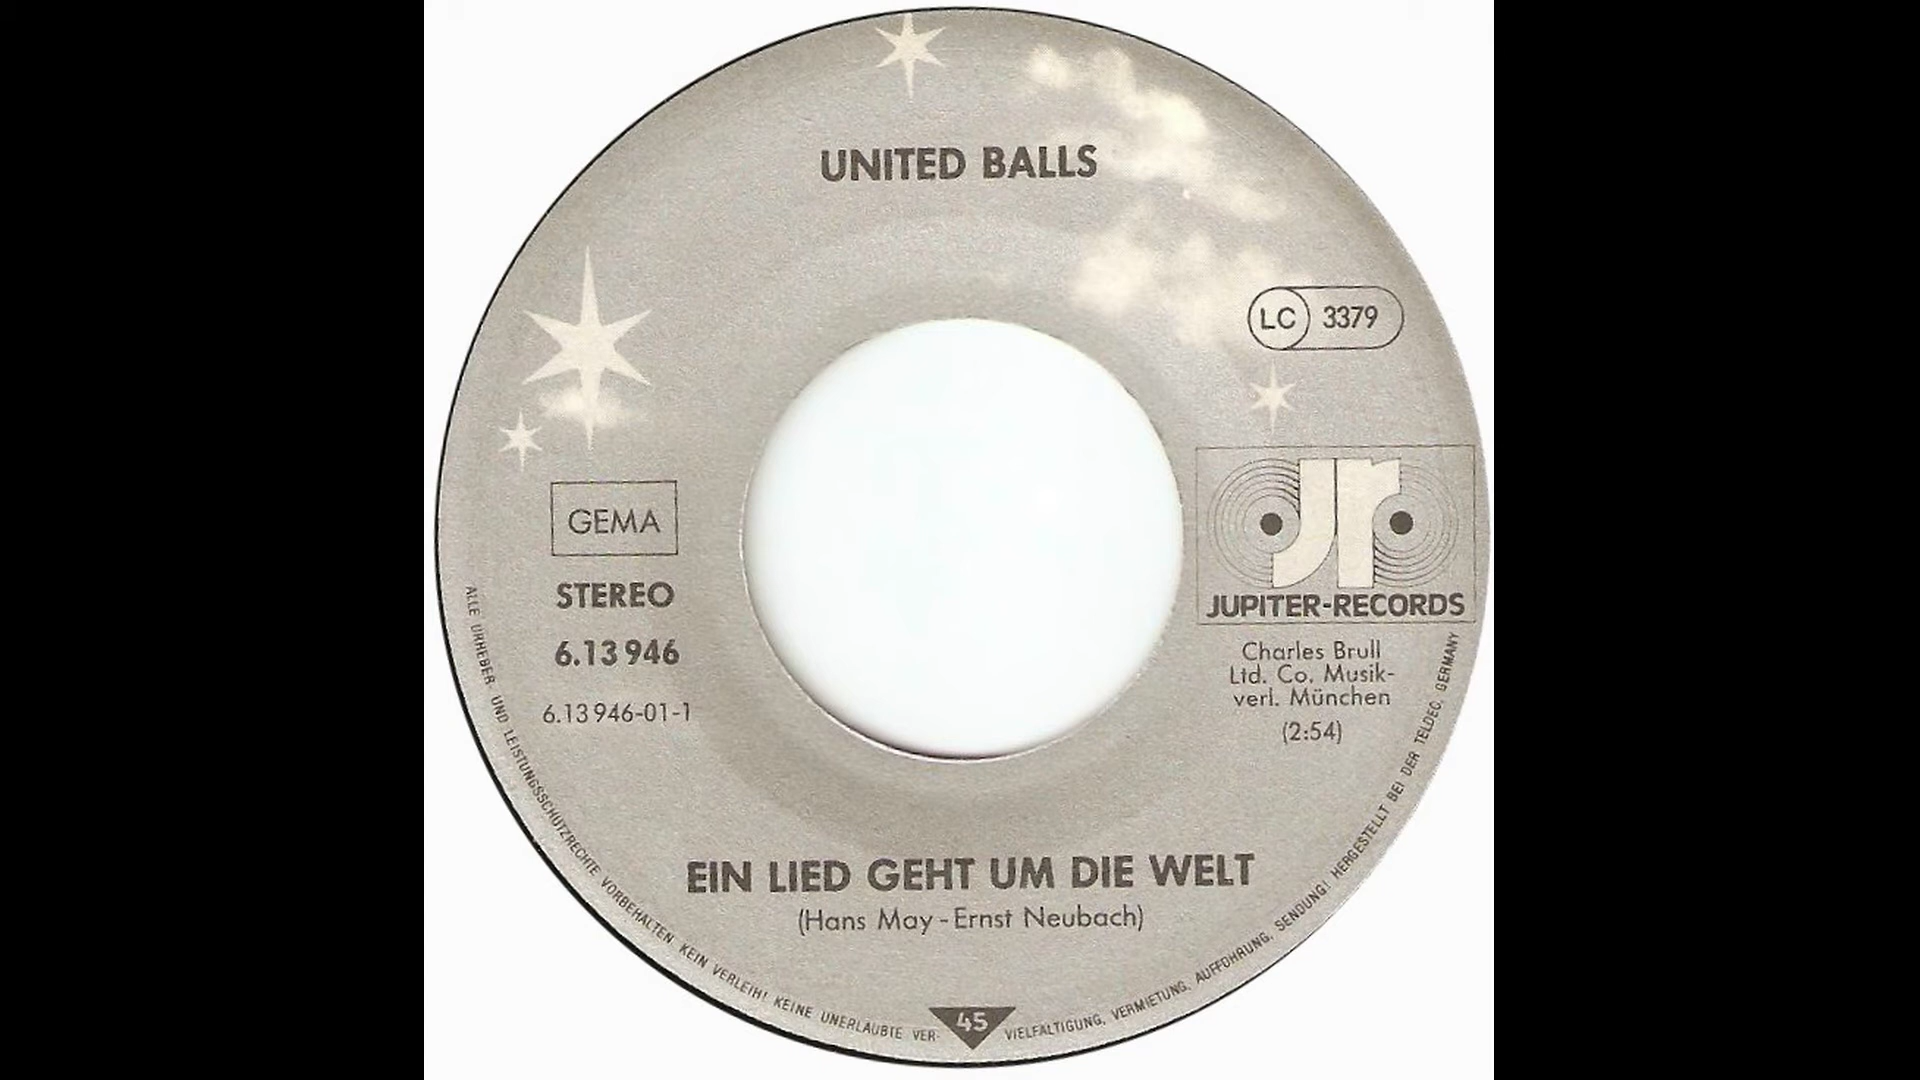 UNITED BALLS
LC 3379
GEMA
STEREO
6.13 946
6.13 946-01-1
jr
JUPITER-RECORDS
Charles Brull
Ltd. Co. Musik-
verl. München
(2:54)
EIN LIED GEHT UM DIE WELT
(Hans May - Ernst Neubach)
45
ALLE URHEBER- UND LEISTUNGSSCHUTZRECHTE VORBEHALTEN. KEIN VERLEIH! KEINE UNERLAUBTE VER- VIELFÄLTIGUNG, VERMIETUNG, AUFFÜHRUNG, SENDUNG! HERGESTELLT BEI DER TELDEC, GERMANY